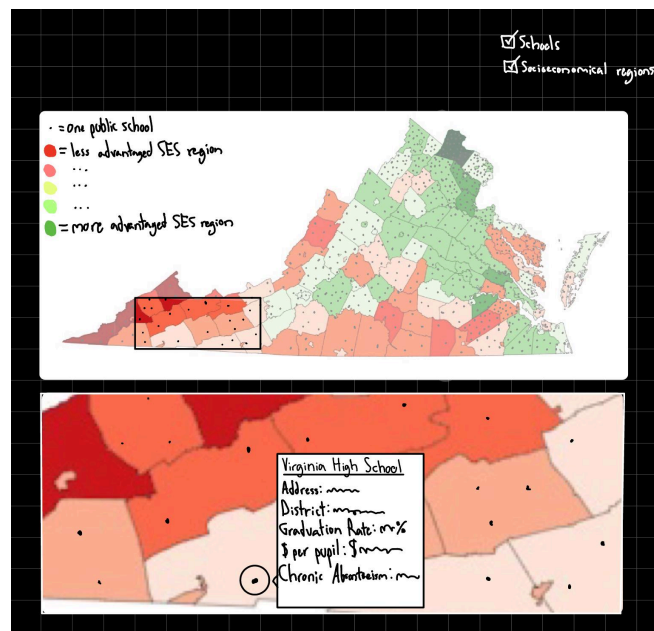 Schools
Socioeconomical regions
· = one public school
= less advantaged SES region
...
...
...
= more advantaged SES region
Virginia High School
Address:
District:
Graduation Rate: %
$ per pupil: $
Chronic Absenteeism: